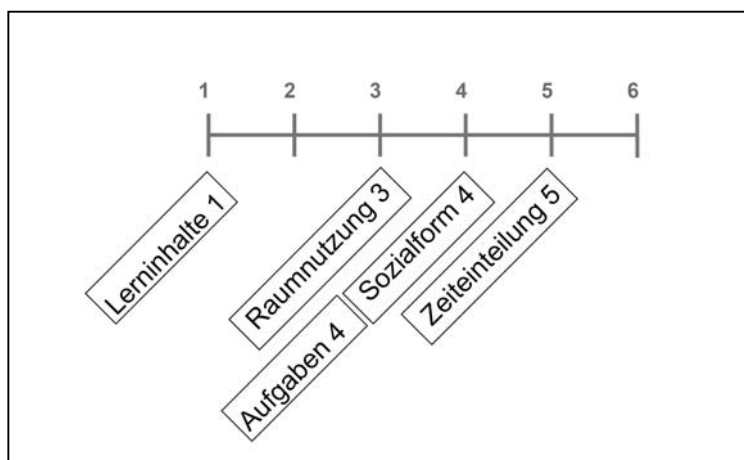 1 2 3 4 5 6
Lerninhalte 1
Raumnutzung 3
Aufgaben 4
Sozialform 4
Zeiteinteilung 5